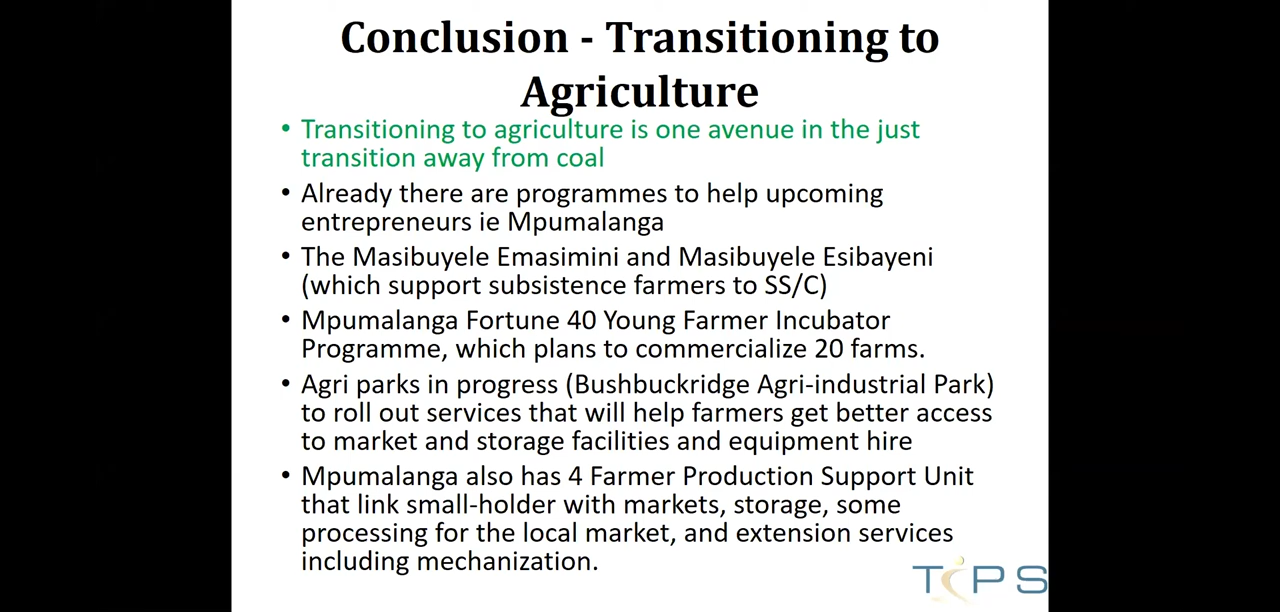 Conclusion - Transitioning to
Agriculture
• Transitioning to agriculture is one avenue in the just
transition away from coal
• Already there are programmes to help upcoming
entrepreneurs ie Mpumalanga
• The Masibuyele Emasimini and Masibuyele Esibayeni
(which support subsistence farmers to SS/C)
• Mpumalanga Fortune 40 Young Farmer Incubator
Programme, which plans to commercialize 20 farms.
• Agri parks in progress (Bushbuckridge Agri-industrial Park)
to roll out services that will help farmers get better access
to market and storage facilities and equipment hire
• Mpumalanga also has 4 Farmer Production Support Unit
that link small-holder with markets, storage, some
processing for the local market, and extension services
including mechanization.
TIPS